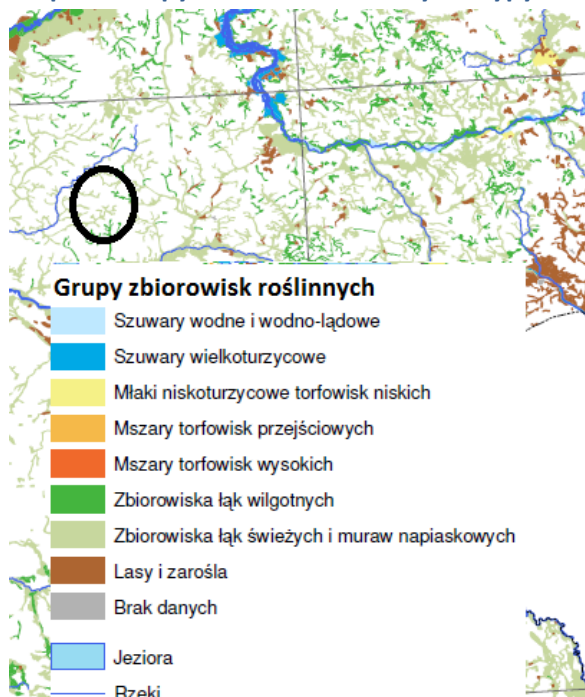 Grupy zbiorowisk roślinnych
Szuwary wodne i wodno-lądowe
Szuwary wielkoturzycowe
Młaki niskoturzycowe torfowisk niskich
Mszary torfowisk przejściowych
Mszary torfowisk wysokich
Zbiorowiska łąk wilgotnych
Zbiorowiska łąk świeżych i muraw napiaskowych
Lasy i zarośla
Brak danych
Jeziora
Rzeki